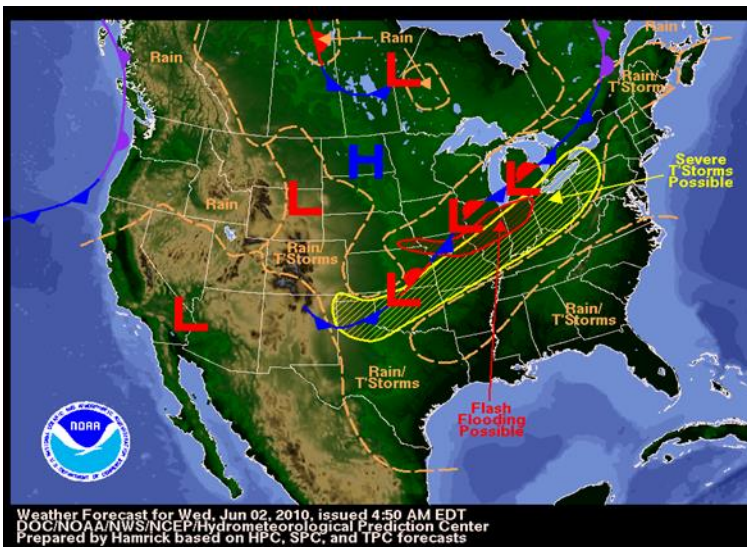 Rain
Rain
Rain
Rain/
T'Storms
L
H
Severe
T'Storms
Possible
L
L
L
Rain
Rain/
T'Storms
L
L
Rain/
T'Storms
Rain/
T'Storms
Flash
Flooding
Possible
NOAA
Weather Forecast for Wed, Jun 02, 2010, issued 4:50 AM EDT
DOC/NOAA/NWS/NCEP/Hydrometeorological Prediction Center
Prepared by Hamrick based on HPC, SPC, and TPC forecasts